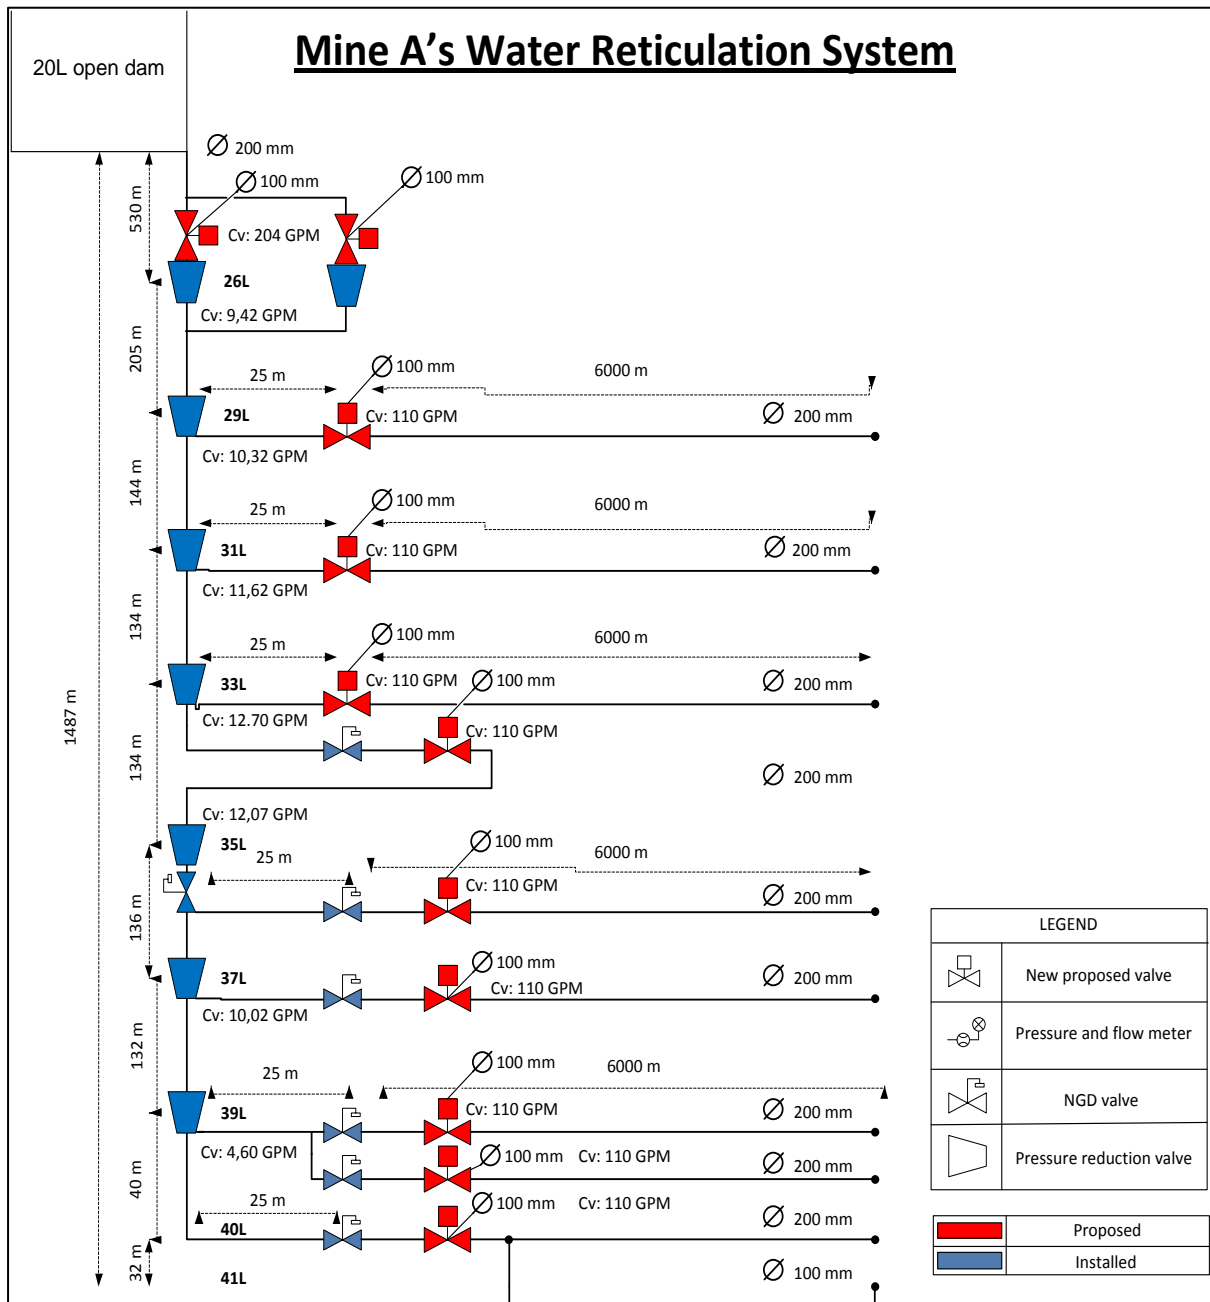 Mine A's Water Reticulation System
20L open dam
Ø 200 mm
Ø 100 mm
Ø 100 mm
530 m
Cv: 204 GPM
26L
Cv: 9,42 GPM
205 m
Ø 100 mm
25 m
6000 m
29L
Cv: 110 GPM
Ø 200 mm
Cv: 10,32 GPM
144 m
Ø 100 mm
25 m
6000 m
31L
Cv: 110 GPM
Ø 200 mm
Cv: 11,62 GPM
134 m
Ø 100 mm
25 m
6000 m
33L
Cv: 110 GPM
Ø 100 mm
Ø 200 mm
Cv: 12.70 GPM
Cv: 110 GPM
1487 m
134 m
Ø 200 mm
Cv: 12,07 GPM
35L
Ø 100 mm
25 m
6000 m
Cv: 110 GPM
Ø 200 mm
136 m
37L
Ø 100 mm
Cv: 110 GPM
Ø 200 mm
Cv: 10,02 GPM
132 m
Ø 100 mm
25 m
6000 m
39L
Cv: 110 GPM
Ø 200 mm
Cv: 4,60 GPM
Ø 100 mm
Cv: 110 GPM
Ø 200 mm
40 m
25 m
Ø 100 mm
Cv: 110 GPM
40L
Ø 200 mm
32 m
41L
Ø 100 mm
LEGEND
New proposed valve
Pressure and flow meter
NGD valve
Pressure reduction valve
Proposed
Installed